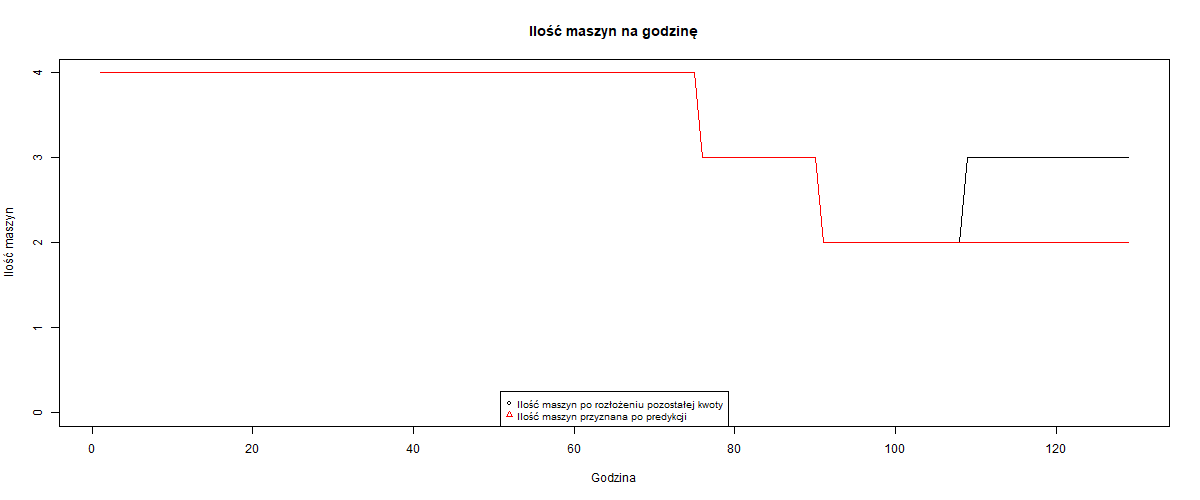 Ilość maszyn na godzinę
Ilość maszyn
4
3
2
1
0
Ilość maszyn po rozłożeniu pozostałej kwoty
Ilość maszyn przyznana po predykcji
0 20 40 60 80 100 120
Godzina